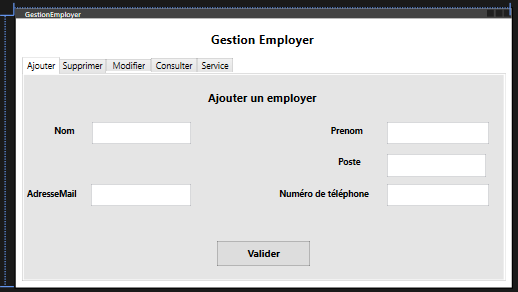 GestionEmployer
Gestion Employer
Ajouter Supprimer Modifier Consulter Service
Ajouter un employer
Nom Prenom
Poste
AdresseMail Numéro de téléphone
Valider